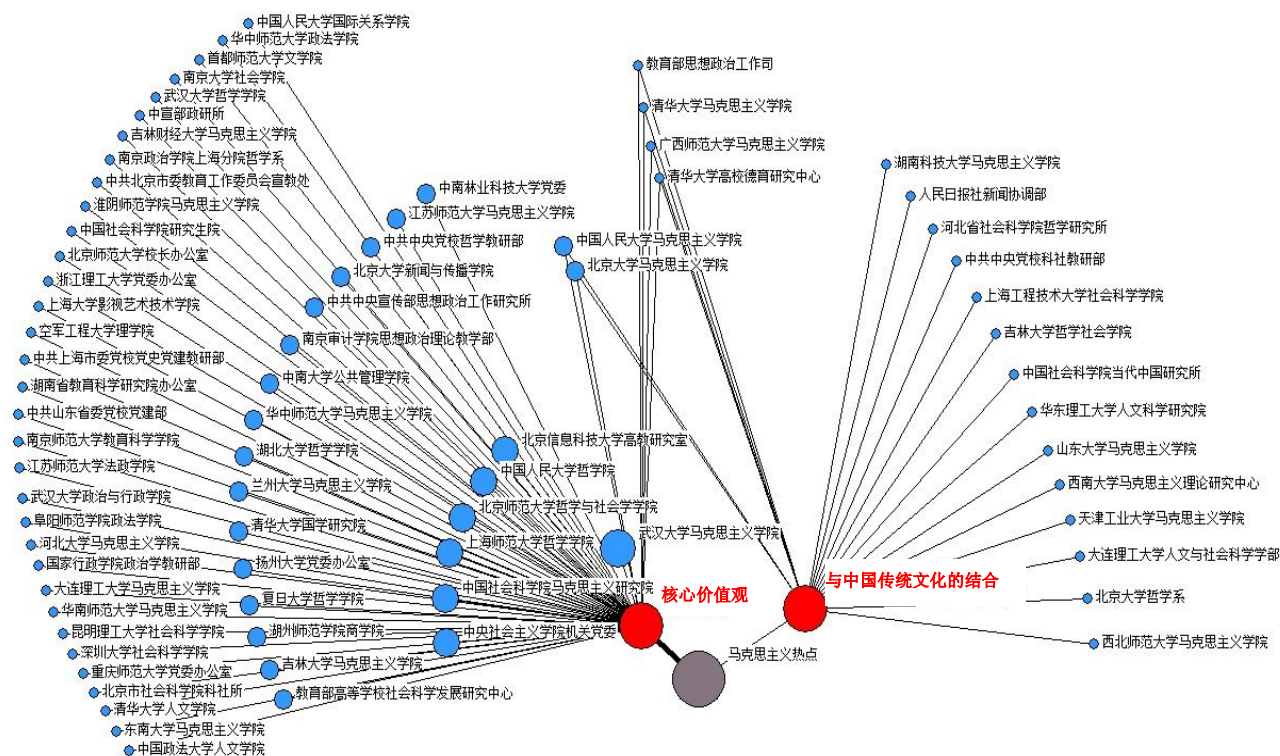 中国人民大学国际关系学院
华中师范大学政法学院
首都师范大学文学院
南京大学社会学院
武汉大学哲学学院
中宣部政研所
吉林财经大学马克思主义学院
南京政治学院上海分院哲学系
中共北京市委教育工作委员会宣教处
淮阴师范学院马克思主义学院
中国社会科学院研究生院
北京师范大学校长办公室
浙江理工大学党委办公室
上海大学影视艺术技术学院
空军工程大学理学院
中共上海市委党校党史党建教研部
湖南省教育科学研究院办公室
中共山东省委党校党建部
南京师范大学教育科学学院
江苏师范大学法政学院
武汉大学政治与行政学院
阜阳师范学院政法学院
河北大学马克思主义学院
国家行政学院政治学教研部
大连理工大学马克思主义学院
华南师范大学马克思主义学院
昆明理工大学社会科学学院
深圳大学社会科学学院
重庆师范大学党委办公室
北京市社会科学院科社所
清华大学人文学院
东南大学马克思主义学院
中国政法大学人文学院
中南林业科技大学党委
江苏师范大学马克思主义学院
中共中央党校哲学教研部
北京大学新闻与传播学院
中共中央宣传部思想政治工作研究所
南京审计学院思想政治理论教学部
中南大学公共管理学院
华中师范大学马克思主义学院
湖北大学哲学学院
兰州大学马克思主义学院
清华大学国学研究院
扬州大学党委办公室
复旦大学哲学学院
湖州师范学院商学院
吉林大学马克思主义学院
教育部高等学校社会科学发展研究中心
北京信息科技大学高教研究室
中国人民大学哲学院
北京师范大学哲学与社会学学院
上海师范大学哲学学院
中国社会科学院马克思主义研究院
中央社会主义学院机关党委
武汉大学马克思主义学院
教育部思想政治工作司
清华大学马克思主义学院
广西师范大学马克思主义学院
清华大学高校德育研究中心
中国人民大学马克思主义学院
北京大学马克思主义学院
核心价值观
与中国传统文化的结合
马克思主义热点
湖南科技大学马克思主义学院
人民日报社新闻协调部
河北省社会科学院哲学研究所
中共中央党校科社教研部
上海工程技术大学社会科学学院
吉林大学哲学社会学院
中国社会科学院当代中国研究所
华东理工大学人文科学研究院
山东大学马克思主义学院
西南大学马克思主义理论研究中心
天津工业大学马克思主义学院
大连理工大学人文与社会科学学部
北京大学哲学系
西北师范大学马克思主义学院